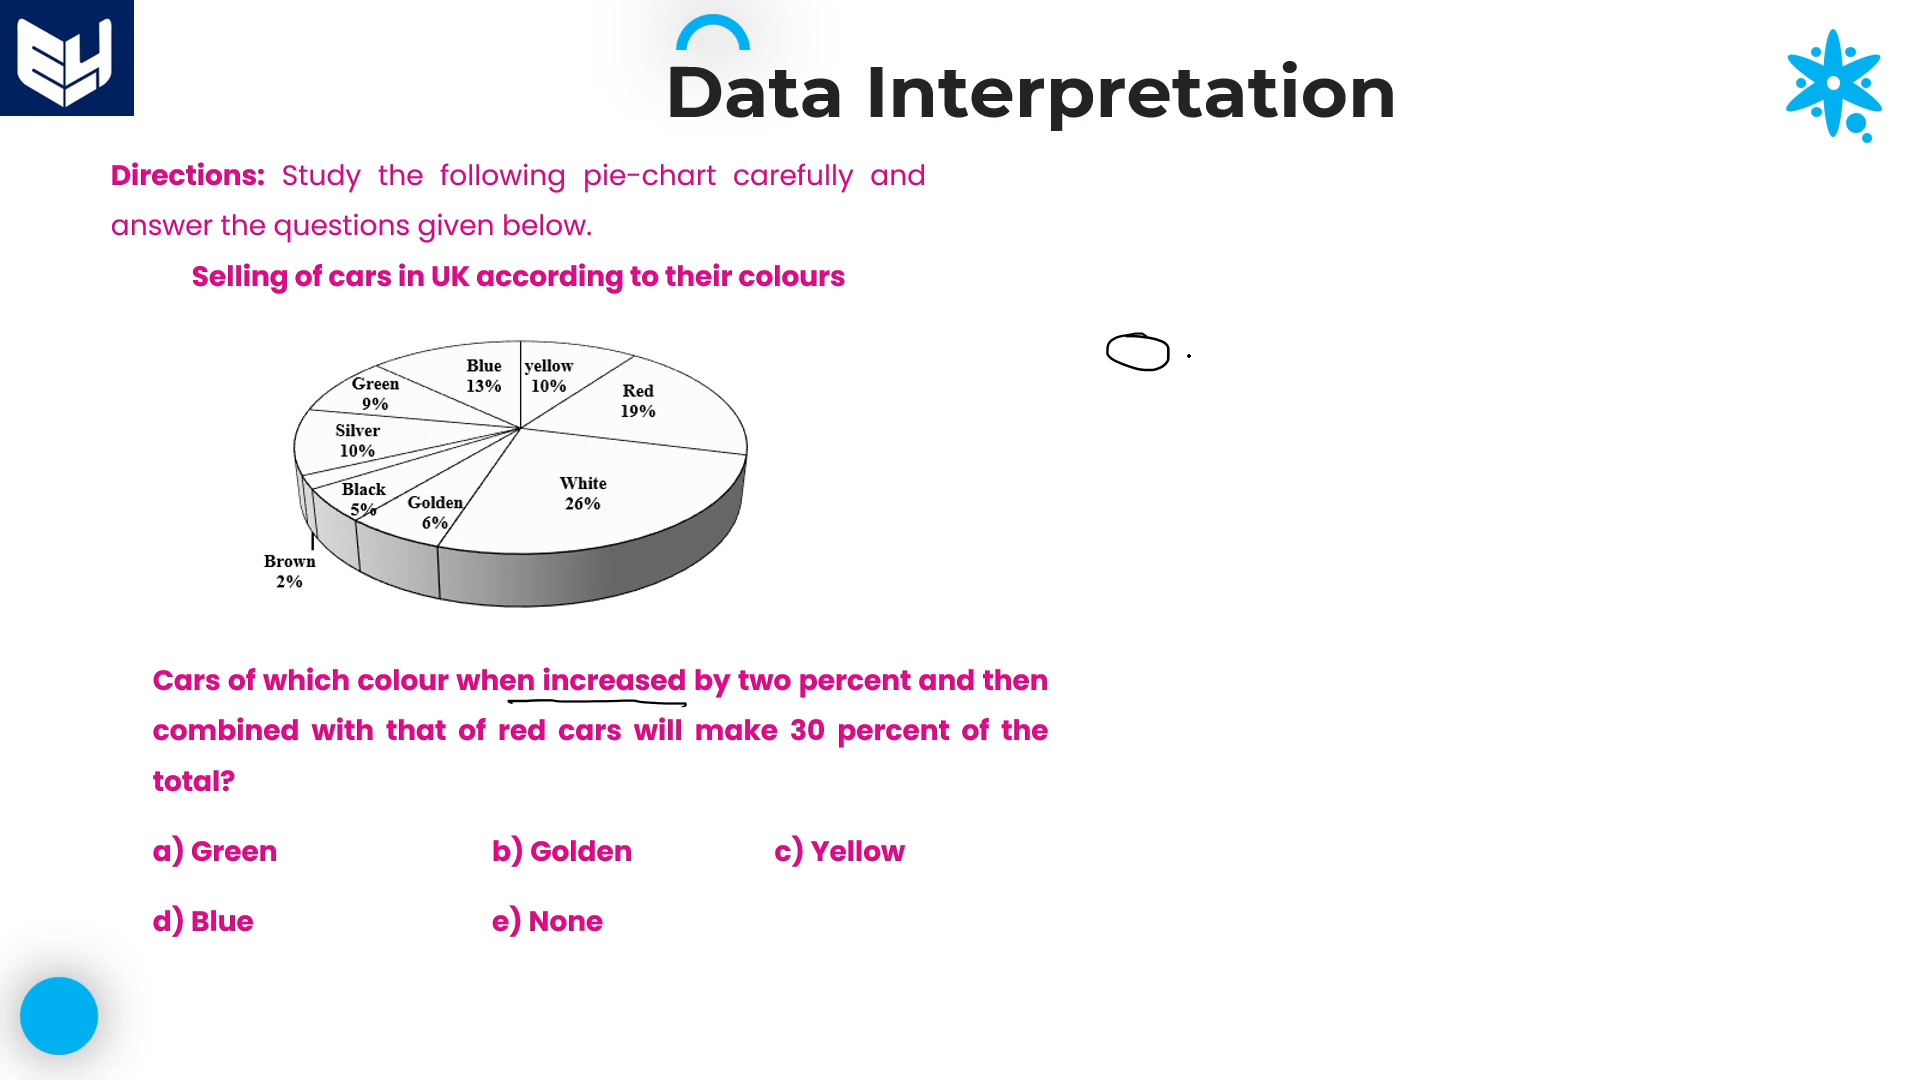 Data Interpretation
Directions: Study the following pie-chart carefully and
answer the questions given below.
Selling of cars in UK according to their colours
Blue
13%
yellow
10%
Green
9%
Red
19%
Silver
10%
White
26%
Black
5%
Golden
6%
Brown
2%
Cars of which colour when increased by two percent and then
combined with that of red cars will make 30 percent of the
total?
a) Green
b) Golden
c) Yellow
d) Blue
e) None